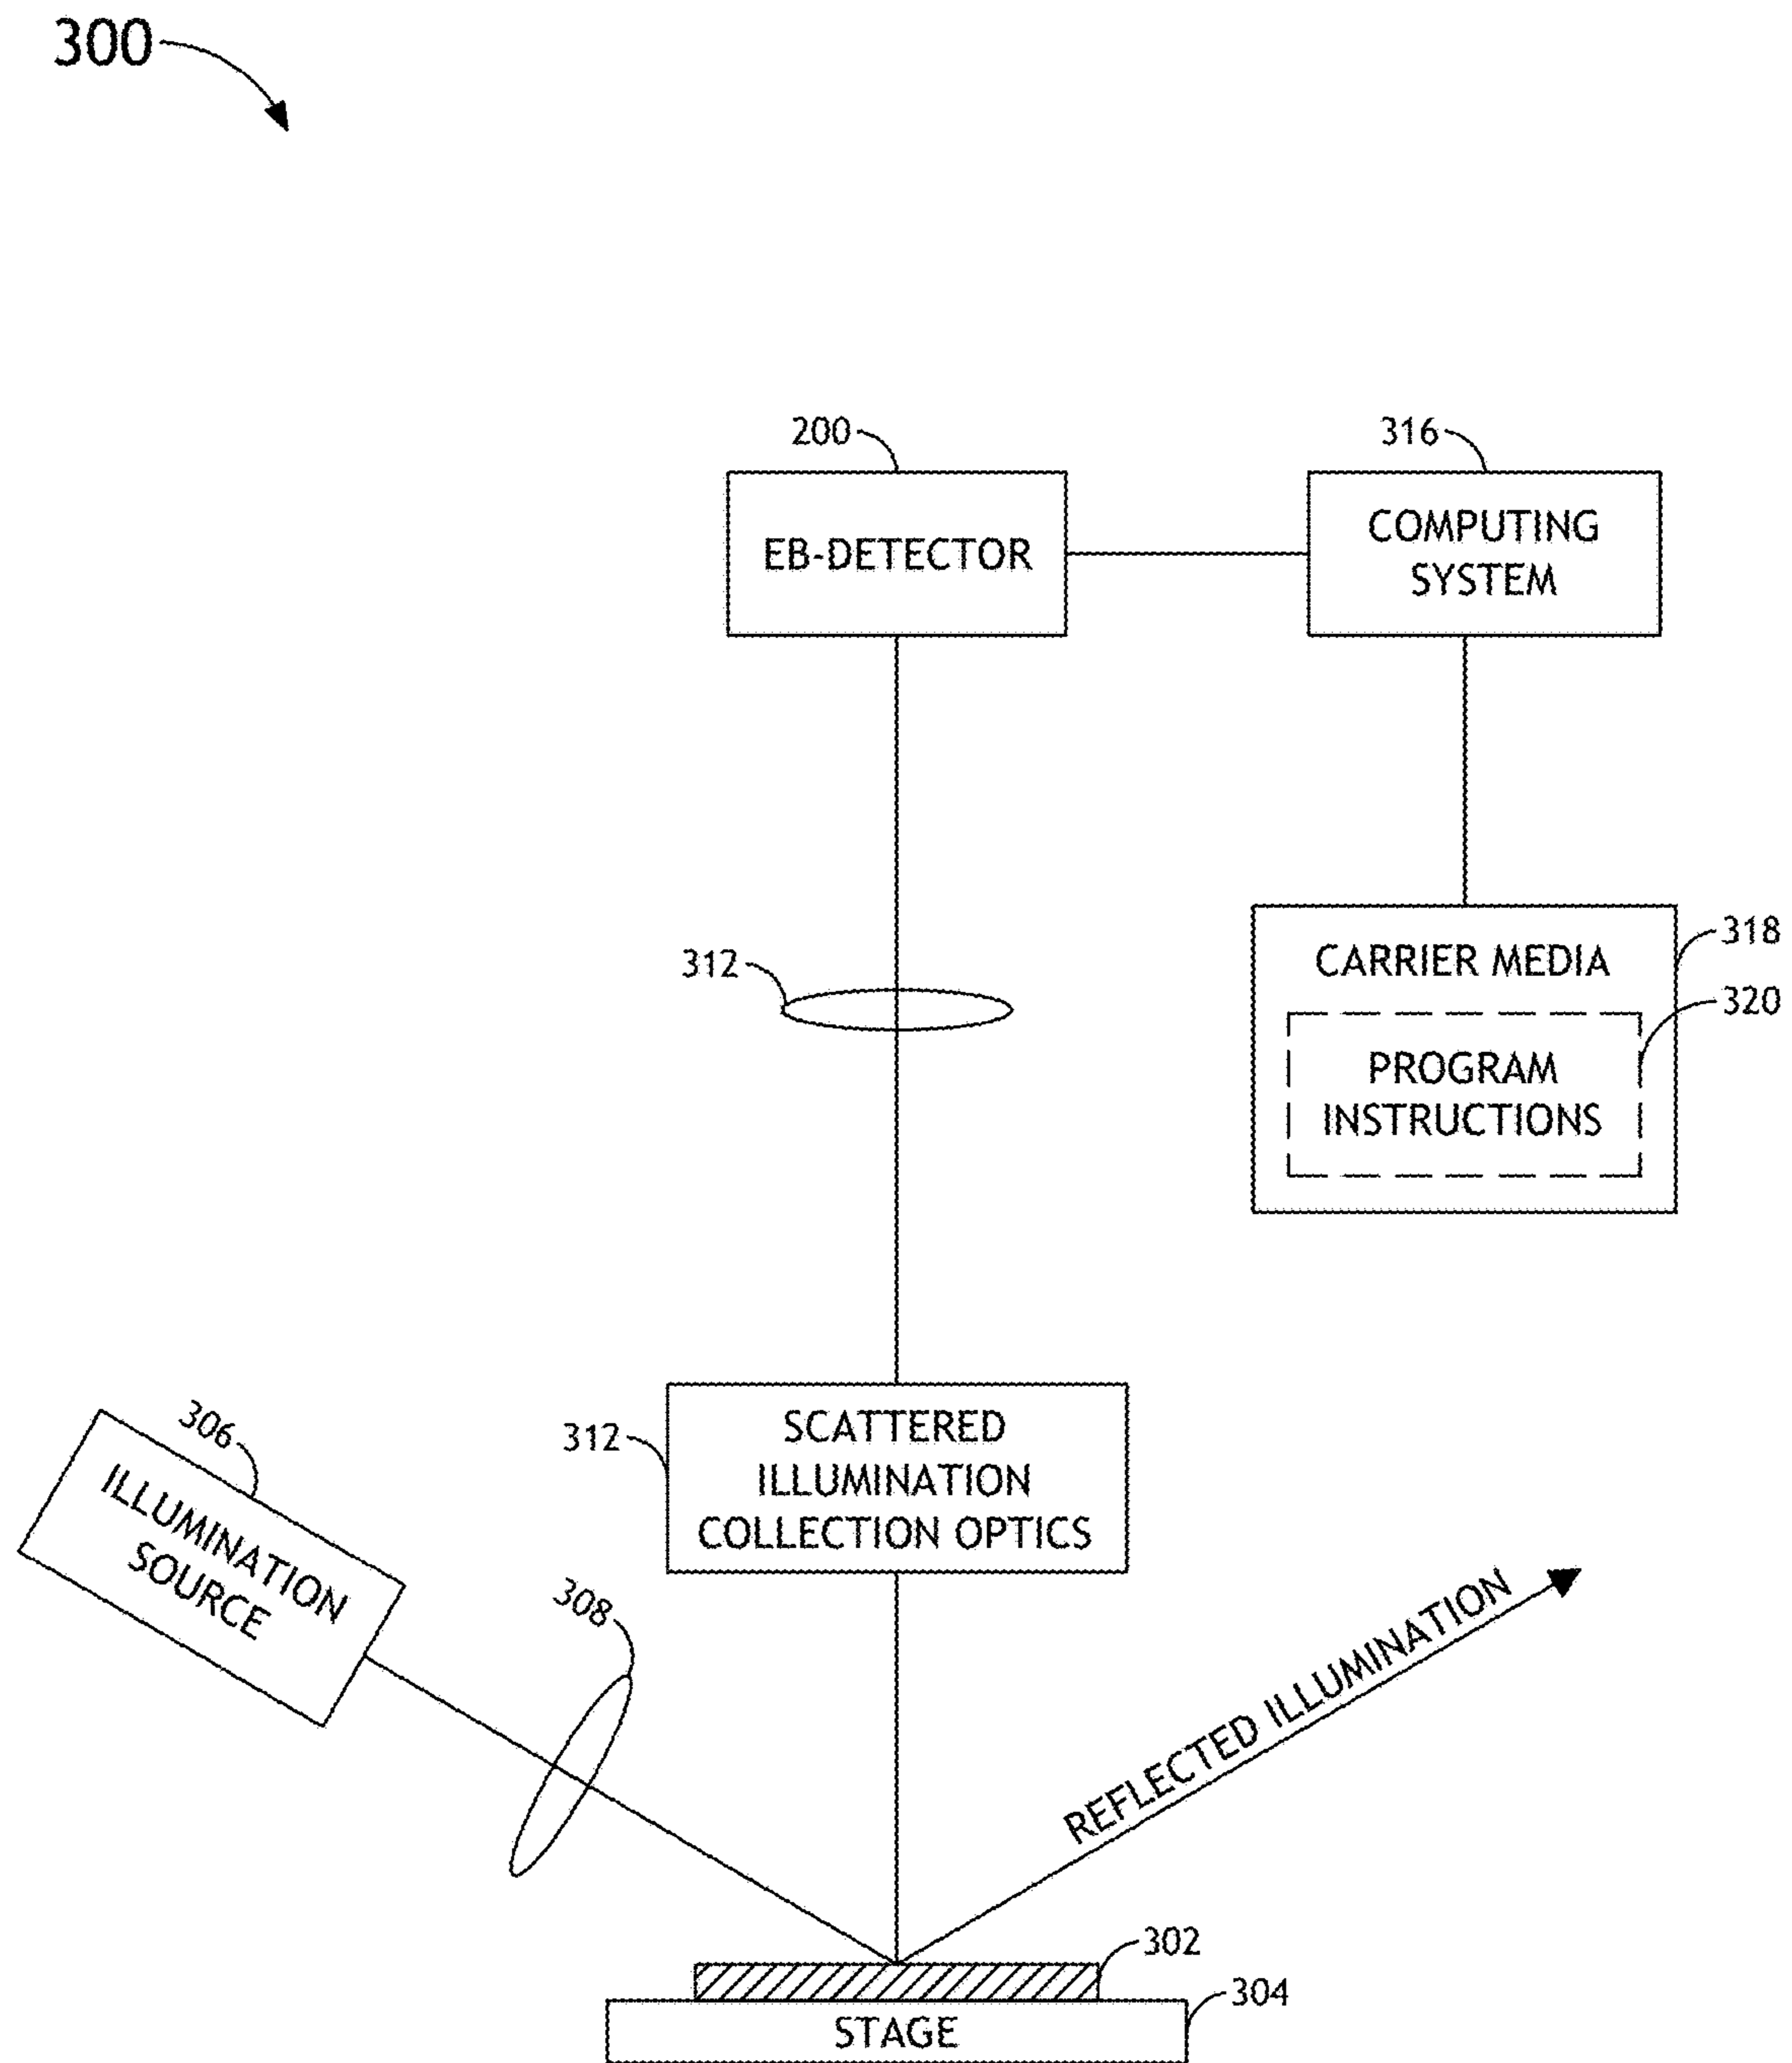 300
200
316
EB-DETECTOR
COMPUTING
SYSTEM
312
318
CARRIER MEDIA
320
PROGRAM
INSTRUCTIONS
306
ILLUMINATION
SOURCE
312
SCATTERED
ILLUMINATION
COLLECTION OPTICS
308
REFLECTED ILLUMINATION
302
304
STAGE